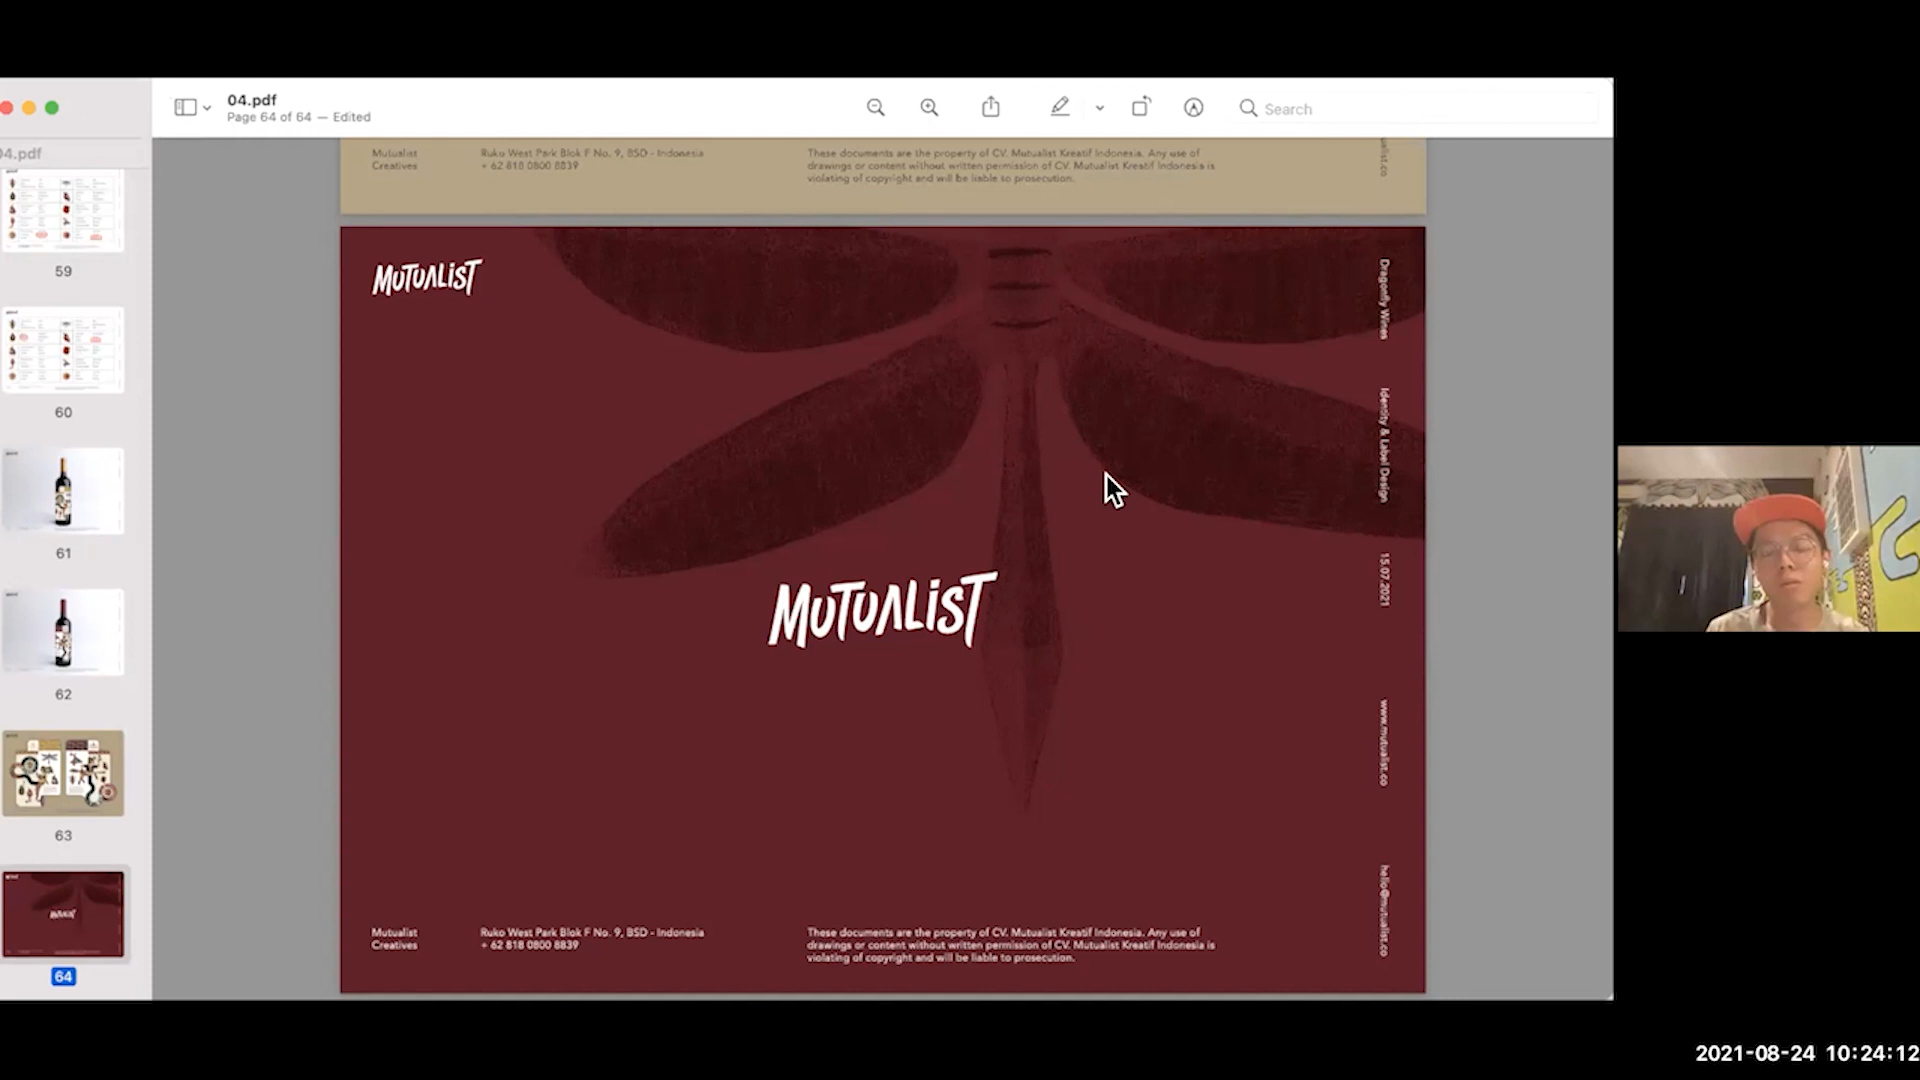 04.pdf
Page 64 of 64 — Edited
Search
04.pdf
59
60
61
62
63
64
Mutualist
Creatives
Ruko West Park Blok F No. 9, BSD - Indonesia
+ 62 818 0800 8839
These documents are the property of CV. Mutualist Kreatif Indonesia. Any use of
drawings or content without written permission of CV. Mutualist Kreatif Indonesia is
violating of copyright and will be liable to prosecution.
ualist.co
MUTUALiST
Dragonfly Wines
Identity & Label Design
15.07.2021
www.mutualist.co
hello@mutualist.co
MUTUALiST
Mutualist
Creatives
Ruko West Park Blok F No. 9, BSD - Indonesia
+ 62 818 0800 8839
These documents are the property of CV. Mutualist Kreatif Indonesia. Any use of
drawings or content without written permission of CV. Mutualist Kreatif Indonesia is
violating of copyright and will be liable to prosecution.
2021-08-24 10:24:12